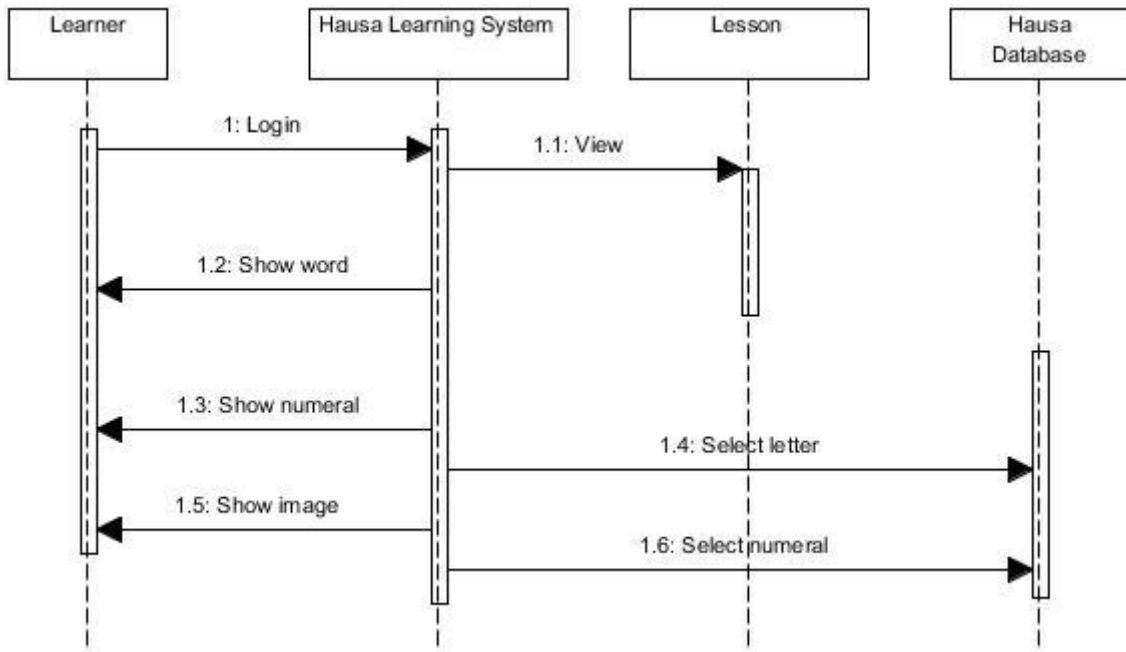 Learner
Hausa Learning System
Lesson
Hausa
Database
1: Login
1.1: View
1.2: Show word
1.3: Show numeral
1.4: Select letter
1.5: Show image
1.6: Select numeral